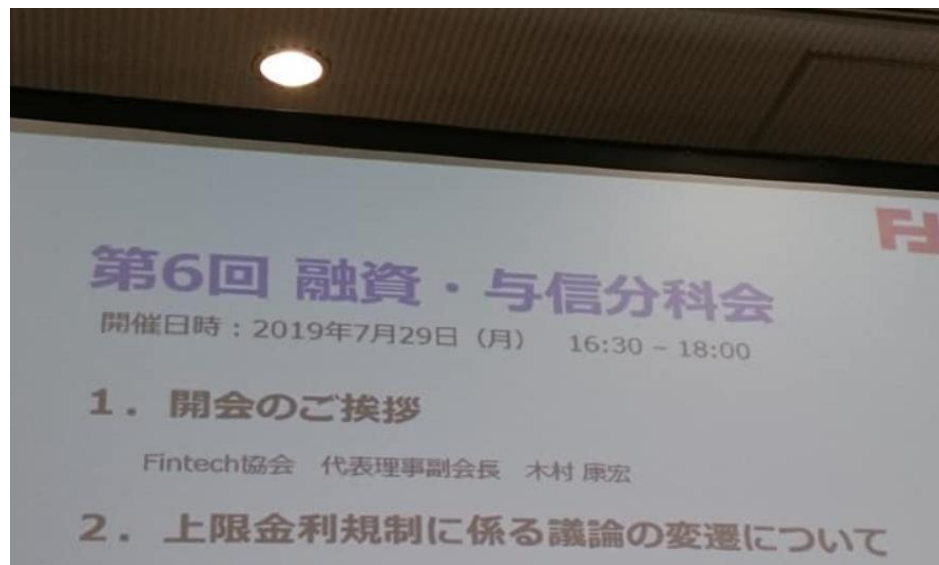 第6回 融資・与信分科会
開催日時：2019年7月29日（月） 16:30 – 18:00
1．開会のご挨拶
Fintech協会 代表理事副会長 木村 康宏
2．上限金利規制に係る議論の変遷について